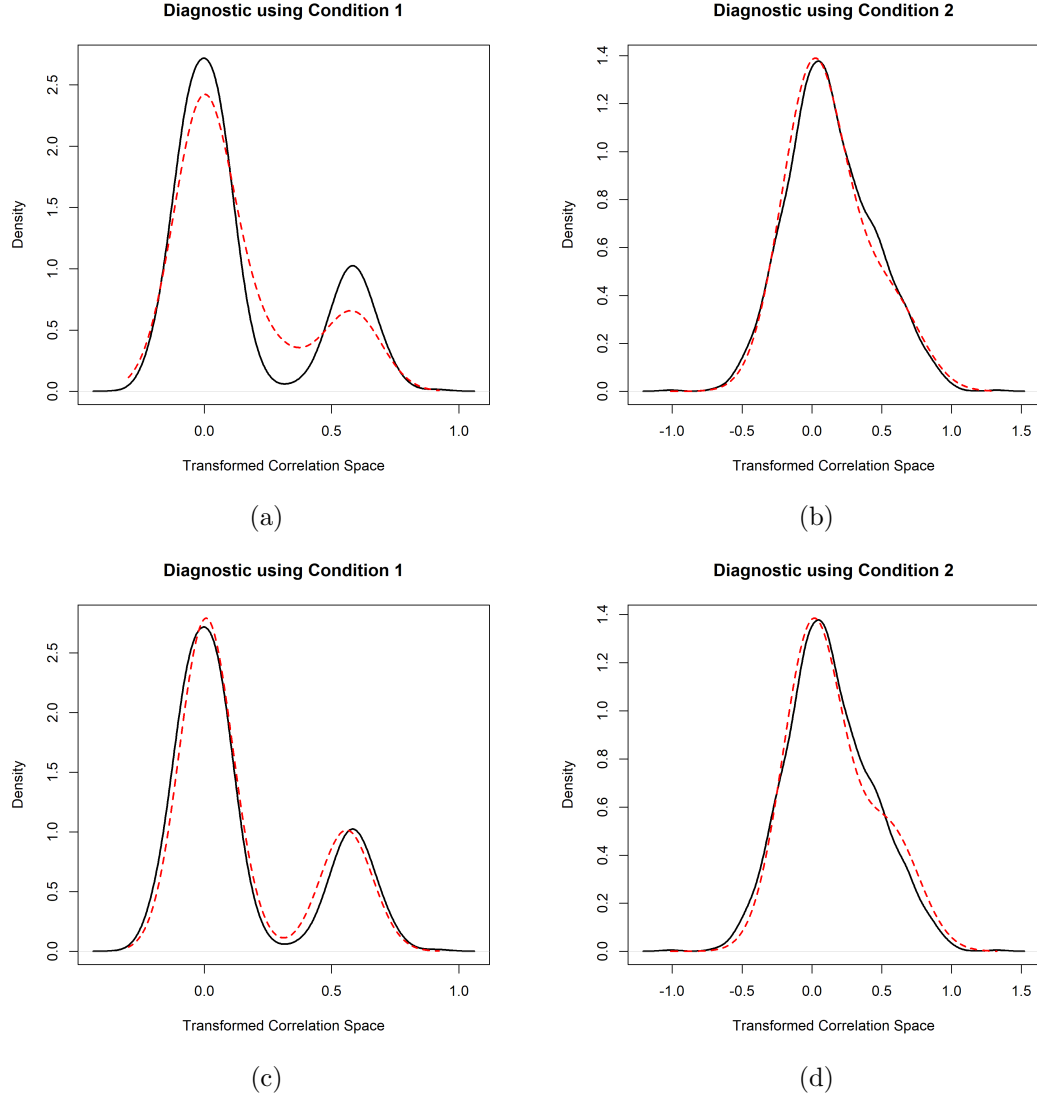 Diagnostic using Condition 1
Density
0.0 0.5 1.0 1.5 2.0 2.5
0.0 0.5 1.0
Transformed Correlation Space
(a)
Diagnostic using Condition 2
Density
0.0 0.2 0.4 0.6 0.8 1.0 1.2 1.4
-1.0 -0.5 0.0 0.5 1.0 1.5
Transformed Correlation Space
(b)
Diagnostic using Condition 1
Density
0.0 0.5 1.0 1.5 2.0 2.5
0.0 0.5 1.0
Transformed Correlation Space
(c)
Diagnostic using Condition 2
Density
0.0 0.2 0.4 0.6 0.8 1.0 1.2 1.4
-1.0 -0.5 0.0 0.5 1.0 1.5
Transformed Correlation Space
(d)